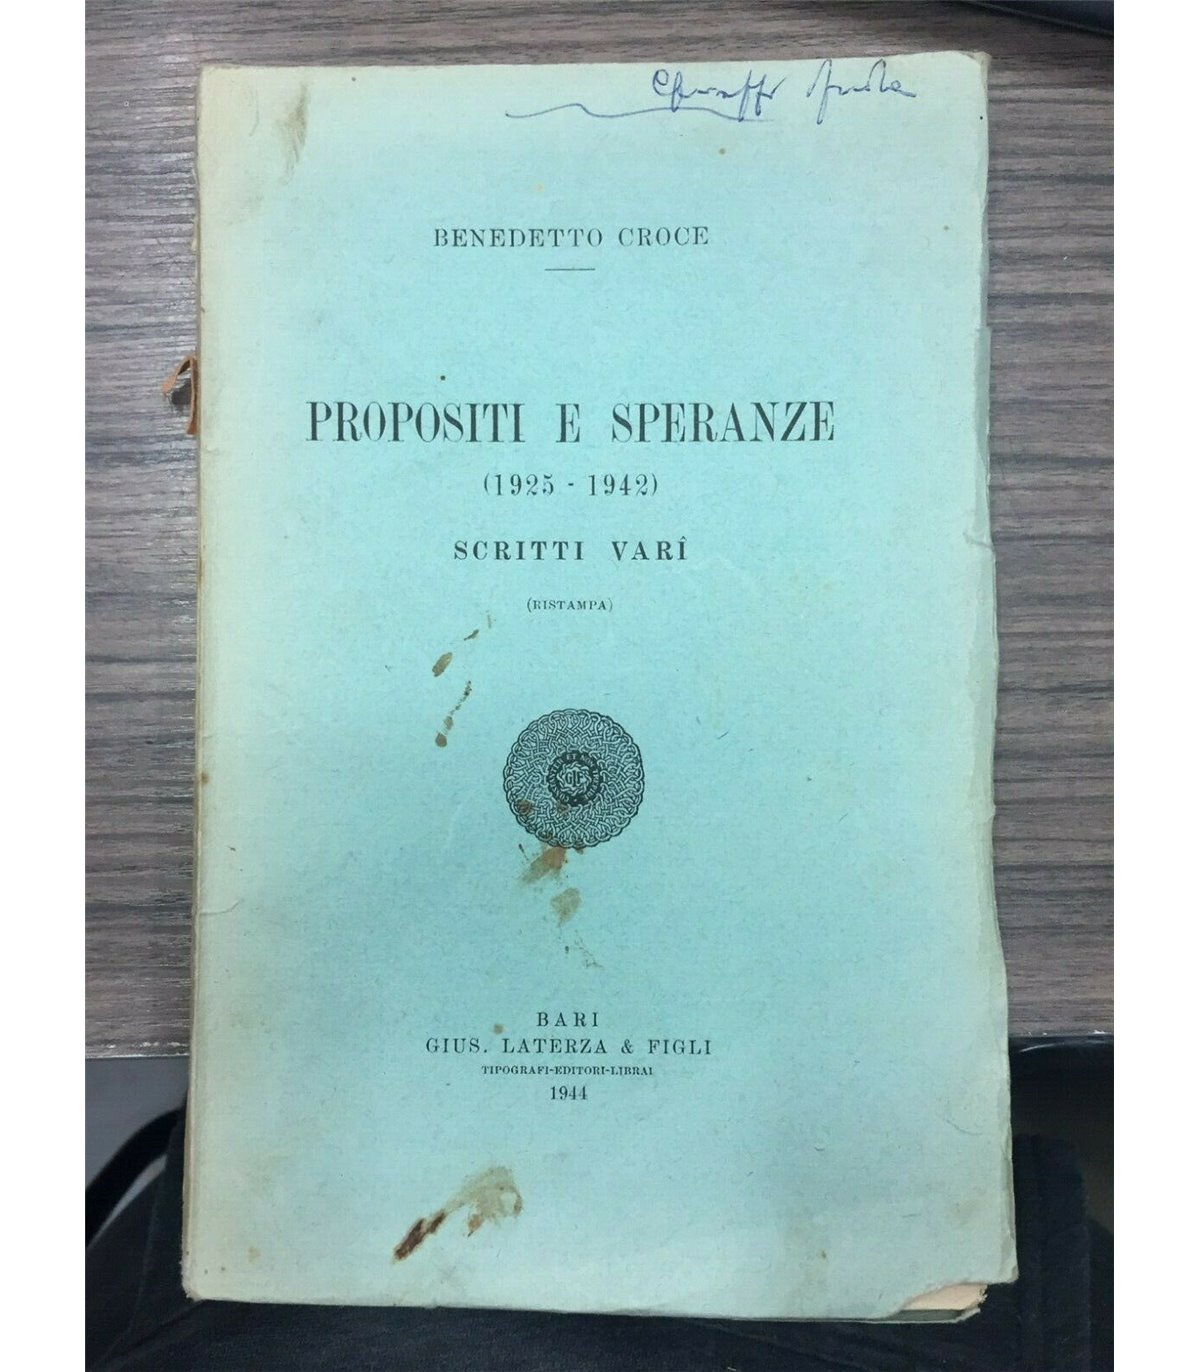 BENEDETTO CROCE
PROPOSITI E SPERANZE
(1925 - 1942)
SCRITTI VARÎ
(RISTAMPA)
BARI
GIUS. LATERZA & FIGLI
TIPOGRAFI-EDITORI-LIBRAI
1944